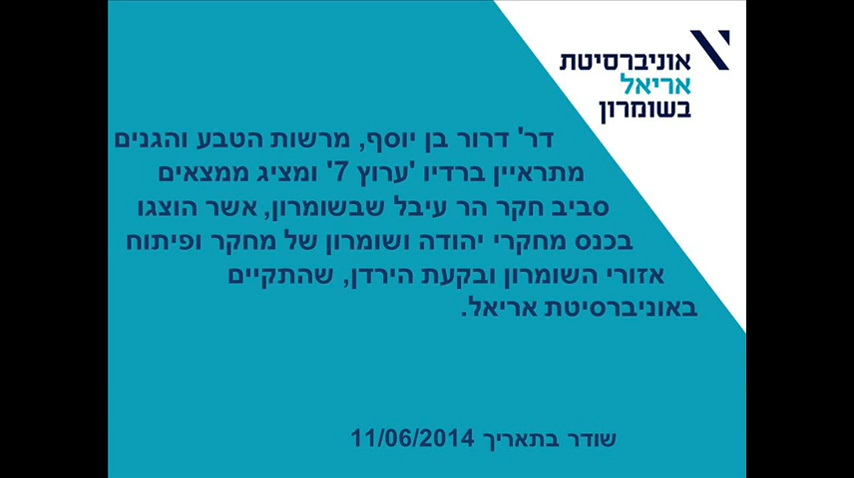 אוניברסיטת
אריאל
בשומרון
דר' דרור בן יוסף, מרשות הטבע והגנים
מתראיין ברדיו 'ערוץ 7' ומציג ממצאים
סביב חקר הר עיבל שבשומרון, אשר הוצגו
בכנס מחקרי יהודה ושומרון של מחקר ופיתוח
אזורי השומרון ובקעת הירדן, שהתקיים
באוניברסיטת אריאל.
שודר בתאריך 11/06/2014